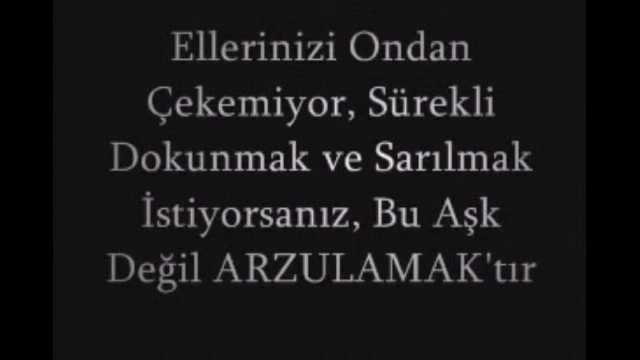 Ellerinizi Ondan
Çekemiyor, Sürekli
Dokunmak ve Sarılmak
İstiyorsanız, Bu Aşk
Değil ARZULAMAK'tır